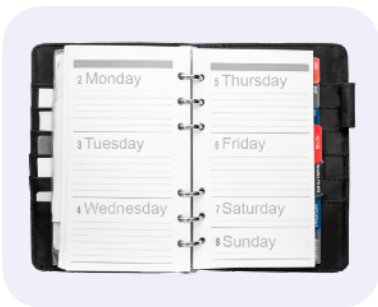 2 Monday
3 Tuesday
4 Wednesday
5 Thursday
6 Friday
7 Saturday
8 Sunday